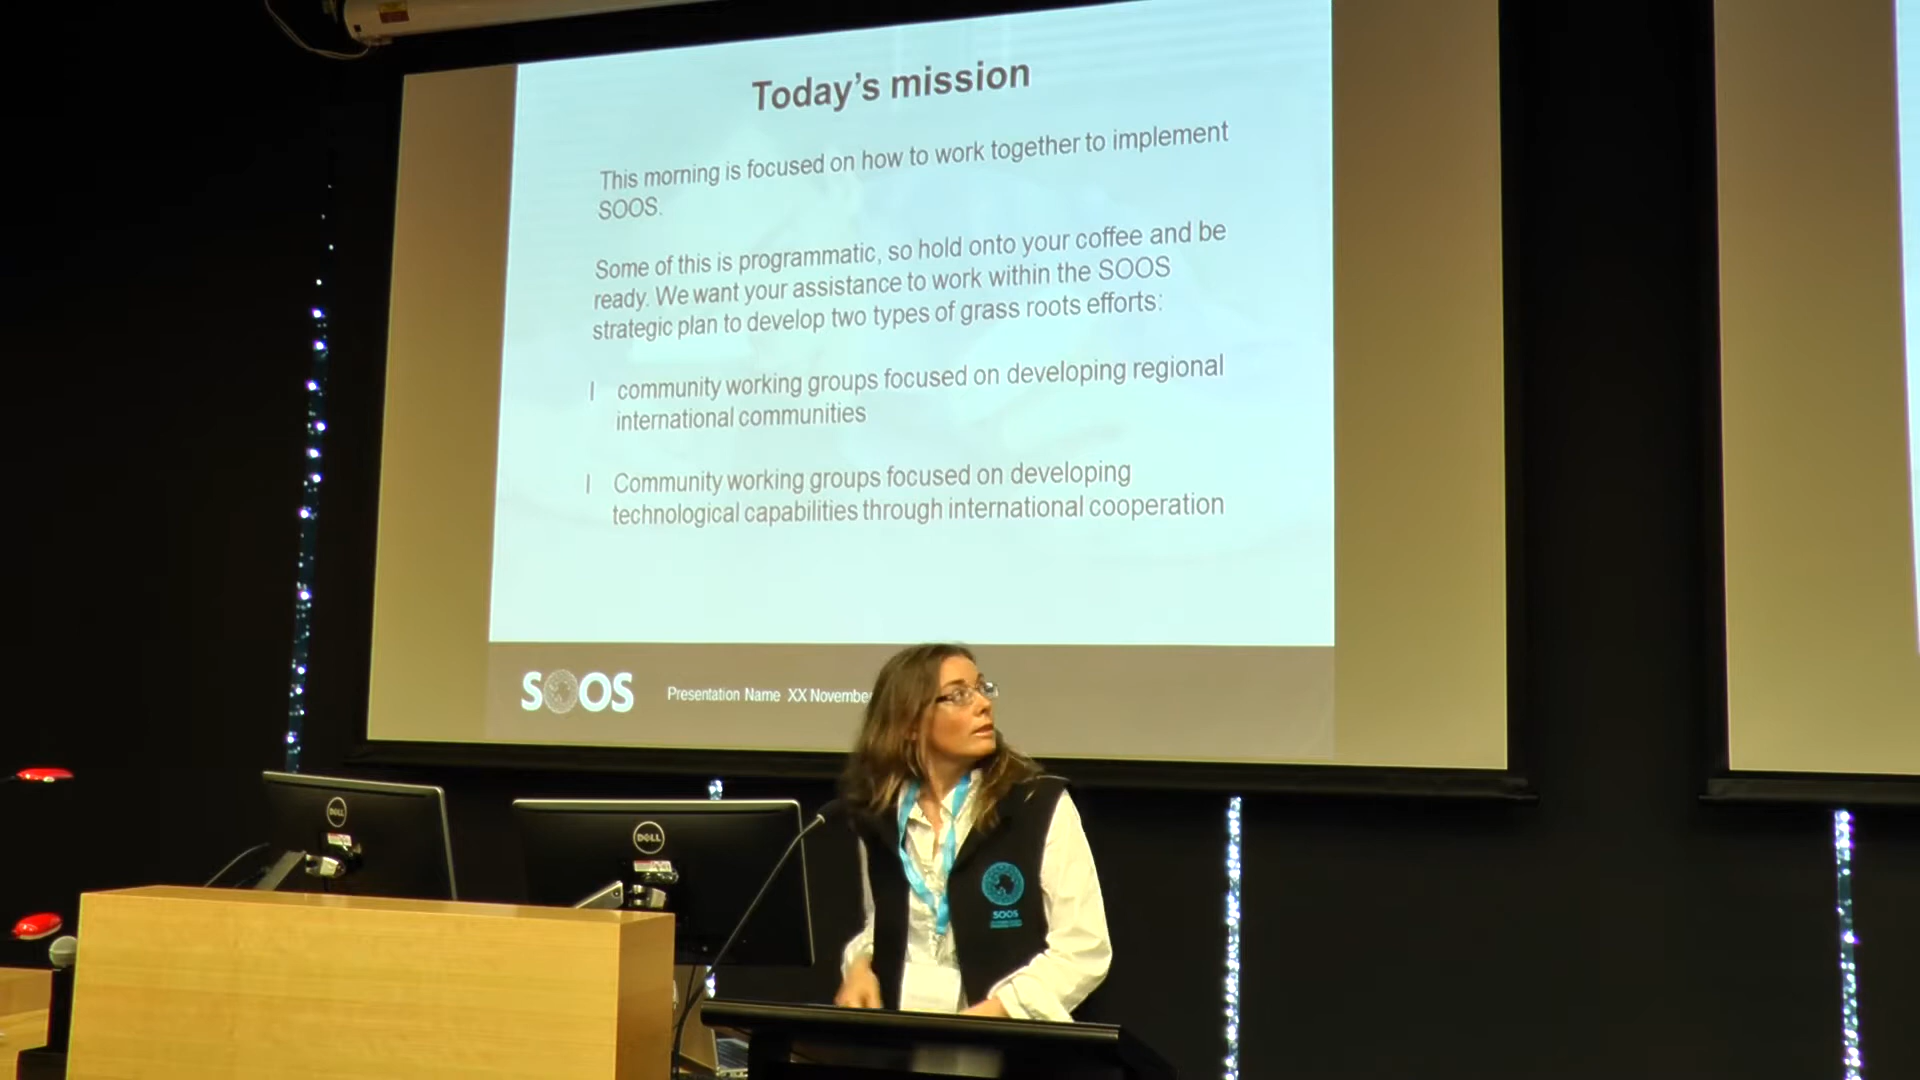 Today's mission
This morning is focused on how to work together to implement
SOOS.
Some of this is programmatic, so hold onto your coffee and be
ready. We want your assistance to work within the SOOS
strategic plan to develop two types of grass roots efforts:
I community working groups focused on developing regional
international communities
I Community working groups focused on developing
technological capabilities through international cooperation
SOOS
Presentation Name XX Novembe
DELL
DELL
SOOS